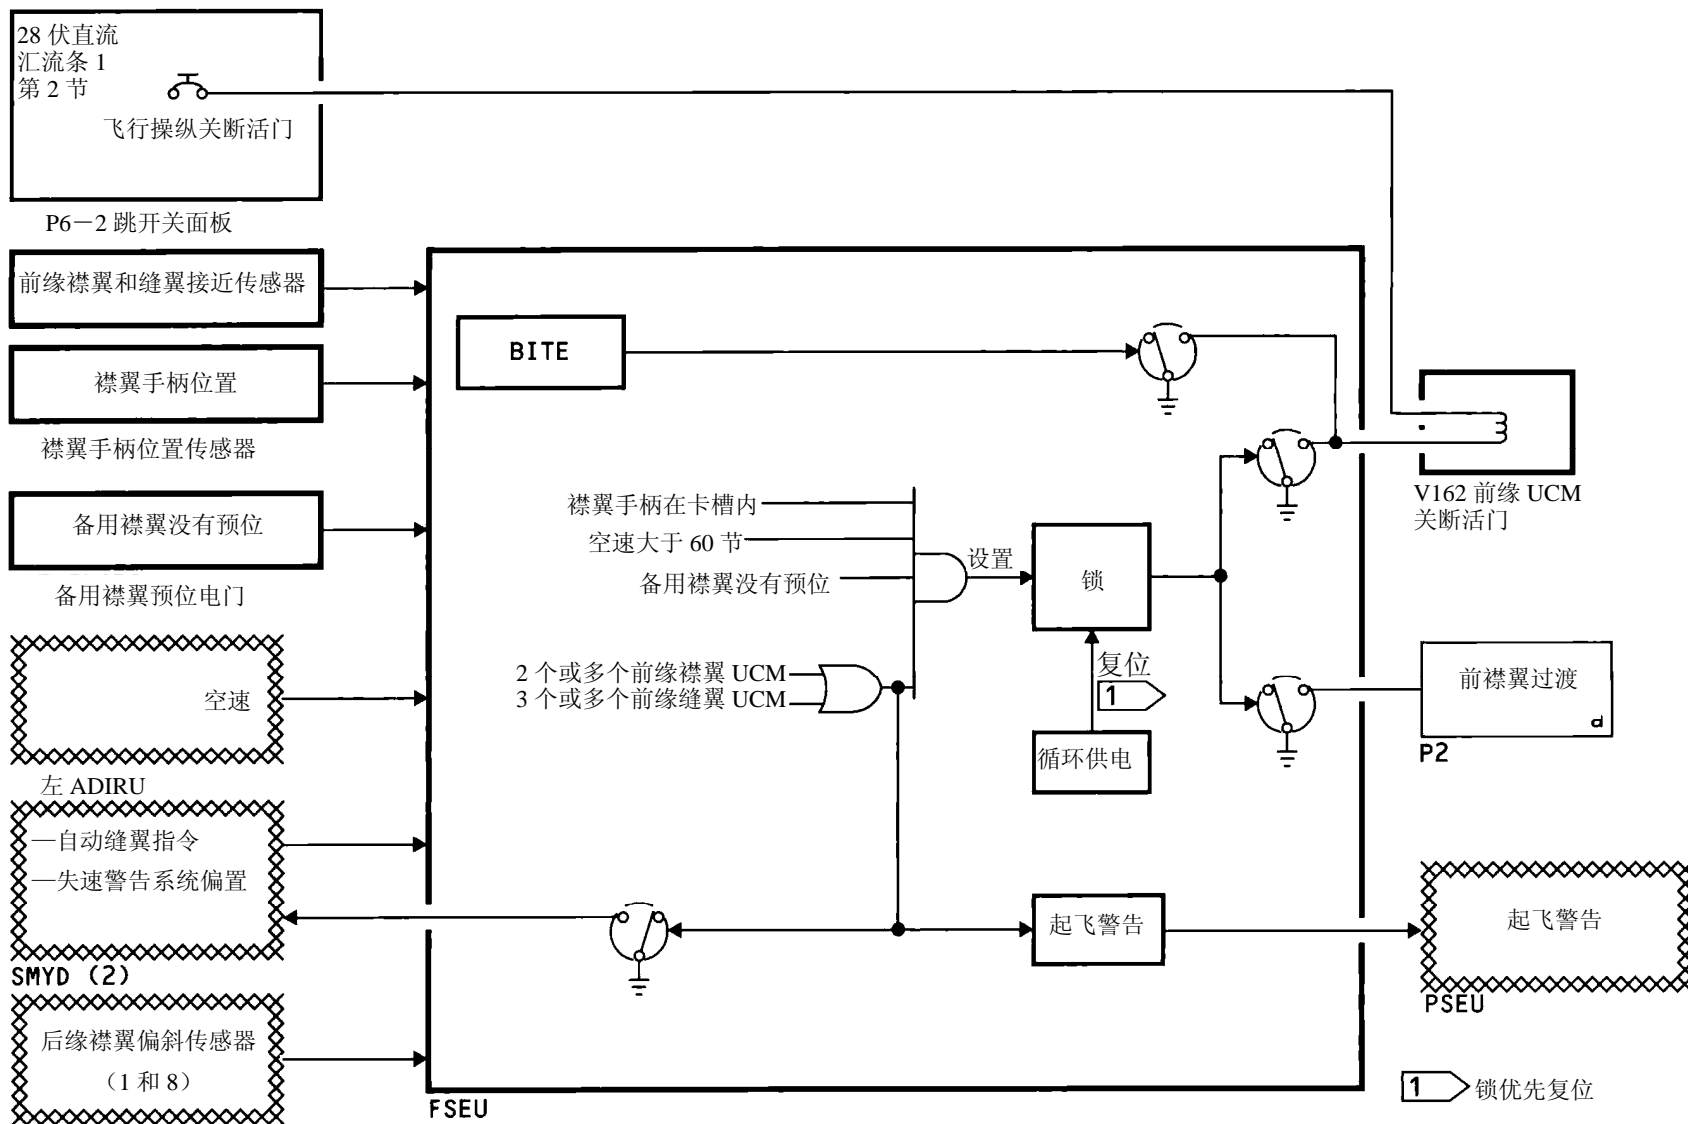 28 伏直流
汇流条 1
第 2 节
飞行操纵关断活门
P6－2 跳开关面板
前缘襟翼和缝翼接近传感器
襟翼手柄位置
襟翼手柄位置传感器
备用襟翼没有预位
备用襟翼预位电门
空速
左 ADIRU
—自动缝翼指令
—失速警告系统偏置
SMYD (2)
后缘襟翼偏斜传感器
（1 和 8）
BITE
襟翼手柄在卡槽内
空速大于 60 节
备用襟翼没有预位
设置
锁
2 个或多个前缘襟翼 UCM
3 个或多个前缘缝翼 UCM
复位
1
循环供电
起飞警告
FSEU
V162 前缘 UCM
关断活门
前襟翼过渡
d
P2
起飞警告
PSEU
1 锁优先复位